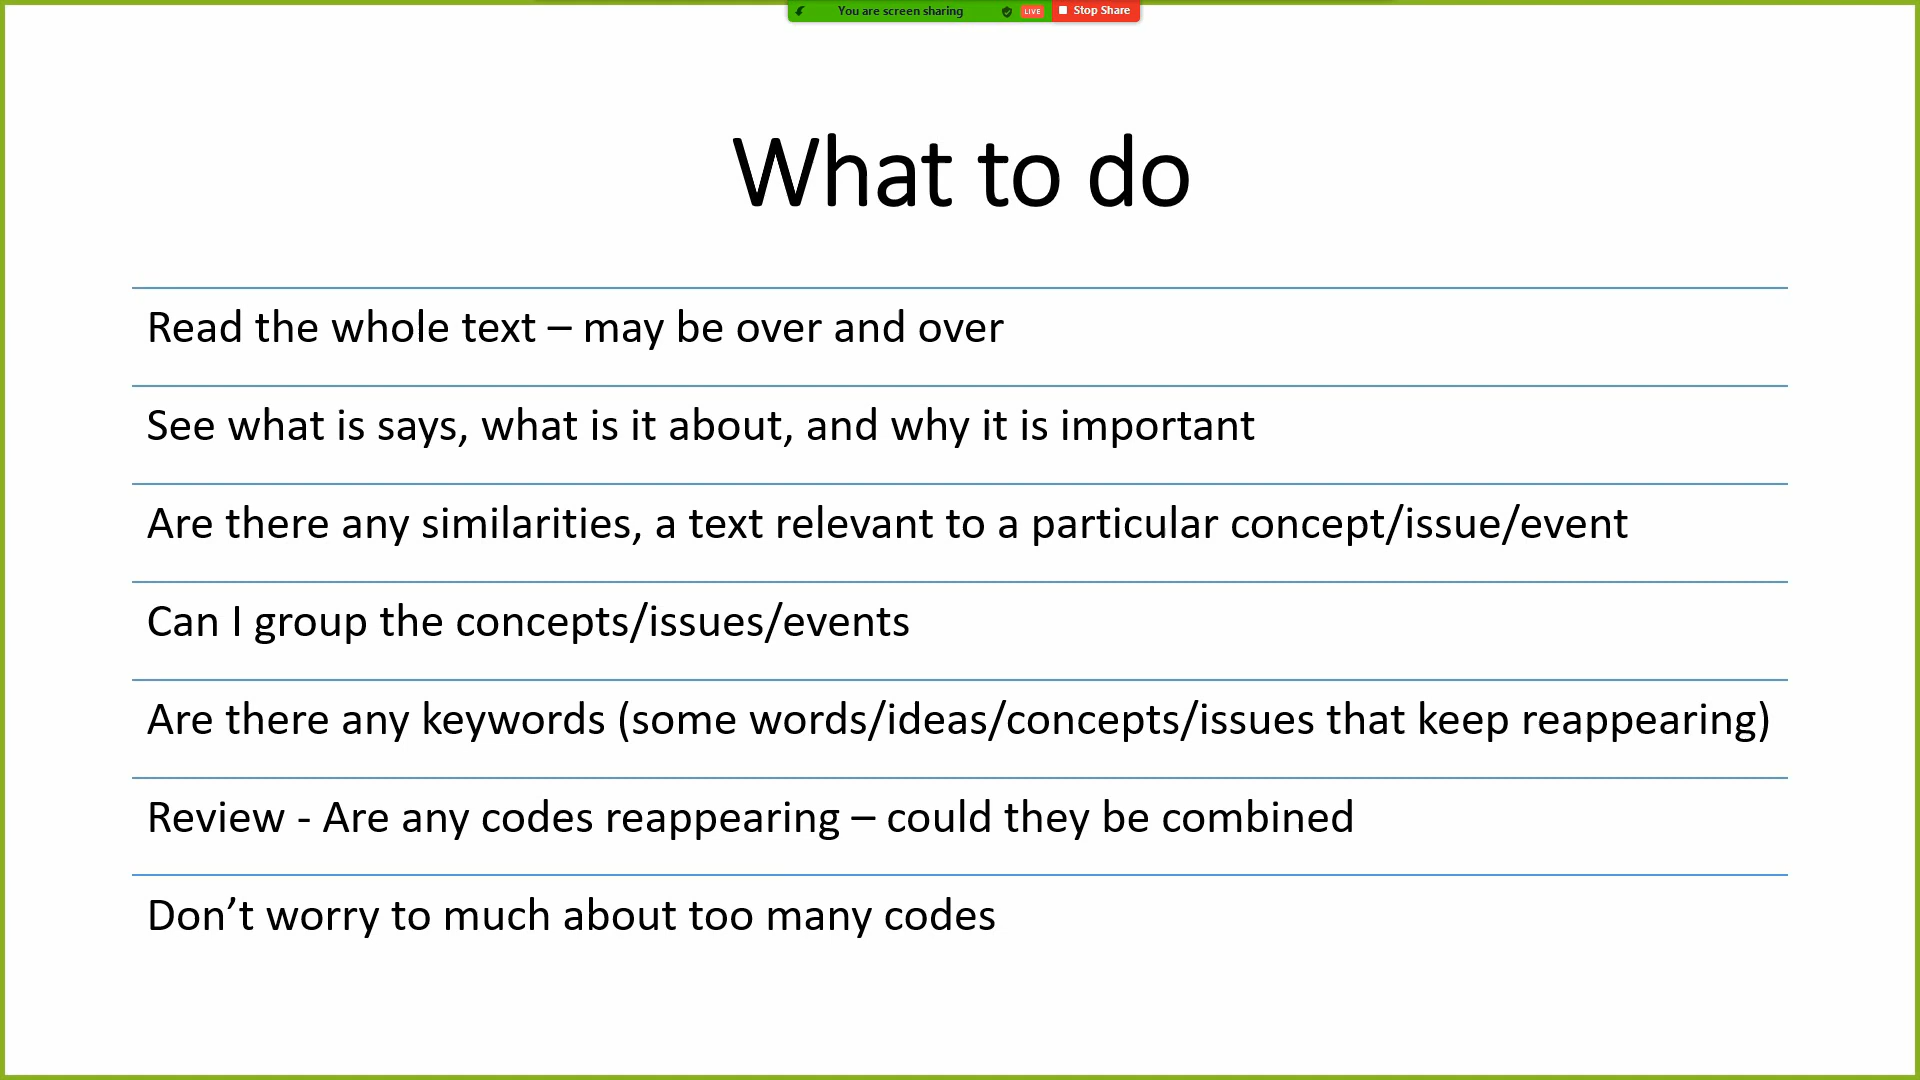 You are screen sharing LIVE Stop Share
What to do
Read the whole text – may be over and over
See what is says, what is it about, and why it is important
Are there any similarities, a text relevant to a particular concept/issue/event
Can I group the concepts/issues/events
Are there any keywords (some words/ideas/concepts/issues that keep reappearing)
Review - Are any codes reappearing – could they be combined
Don’t worry to much about too many codes